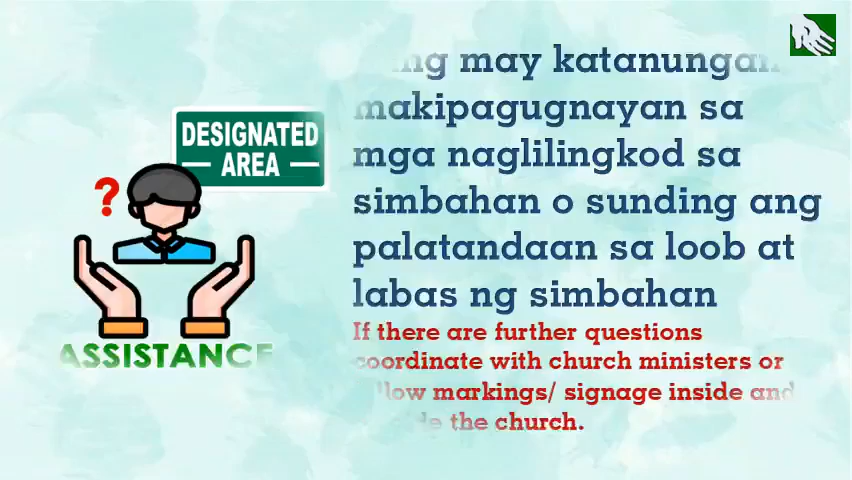 DESIGNATED
AREA
?
ASSISTANCE
may katanungan
makipagugnayan sa
mga naglilingkod sa
simbahan o sunding ang
palatandaan sa loob at
labas ng simbahan
If there are further questions
coordinate with church ministers or
markings/ signage inside and
the church.